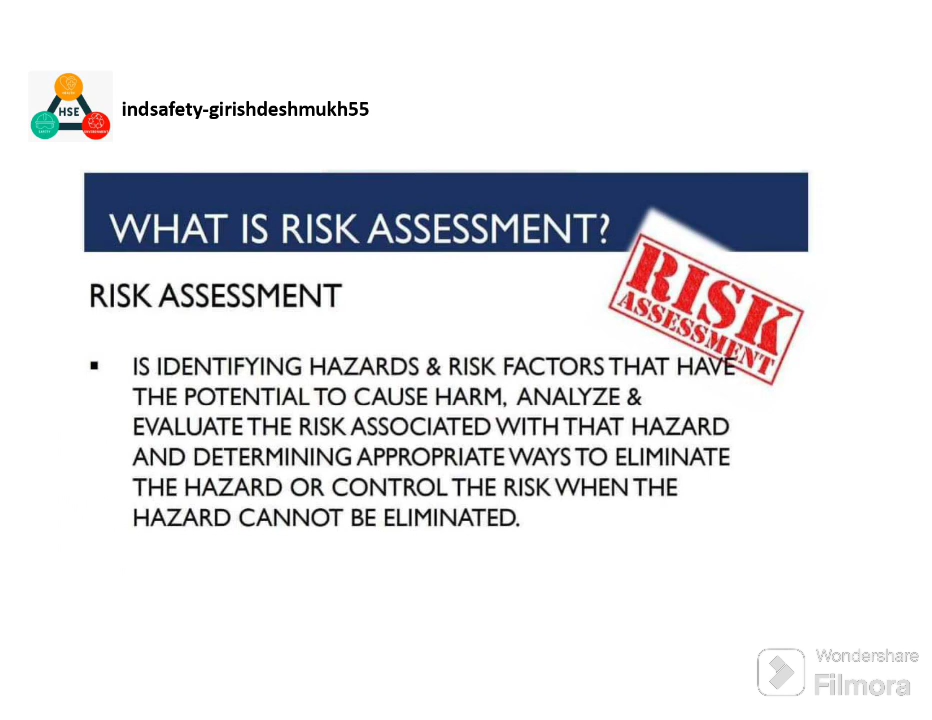 HSE
indsafety-girishdeshmukh55
WHAT IS RISK ASSESSMENT?
RISK
ASSESSMENT
RISK ASSESSMENT
▪ IS IDENTIFYING HAZARDS & RISK FACTORS THAT HAVE
THE POTENTIAL TO CAUSE HARM, ANALYZE &
EVALUATE THE RISK ASSOCIATED WITH THAT HAZARD
AND DETERMINING APPROPRIATE WAYS TO ELIMINATE
THE HAZARD OR CONTROL THE RISK WHEN THE
HAZARD CANNOT BE ELIMINATED.
Wondershare
Filmora